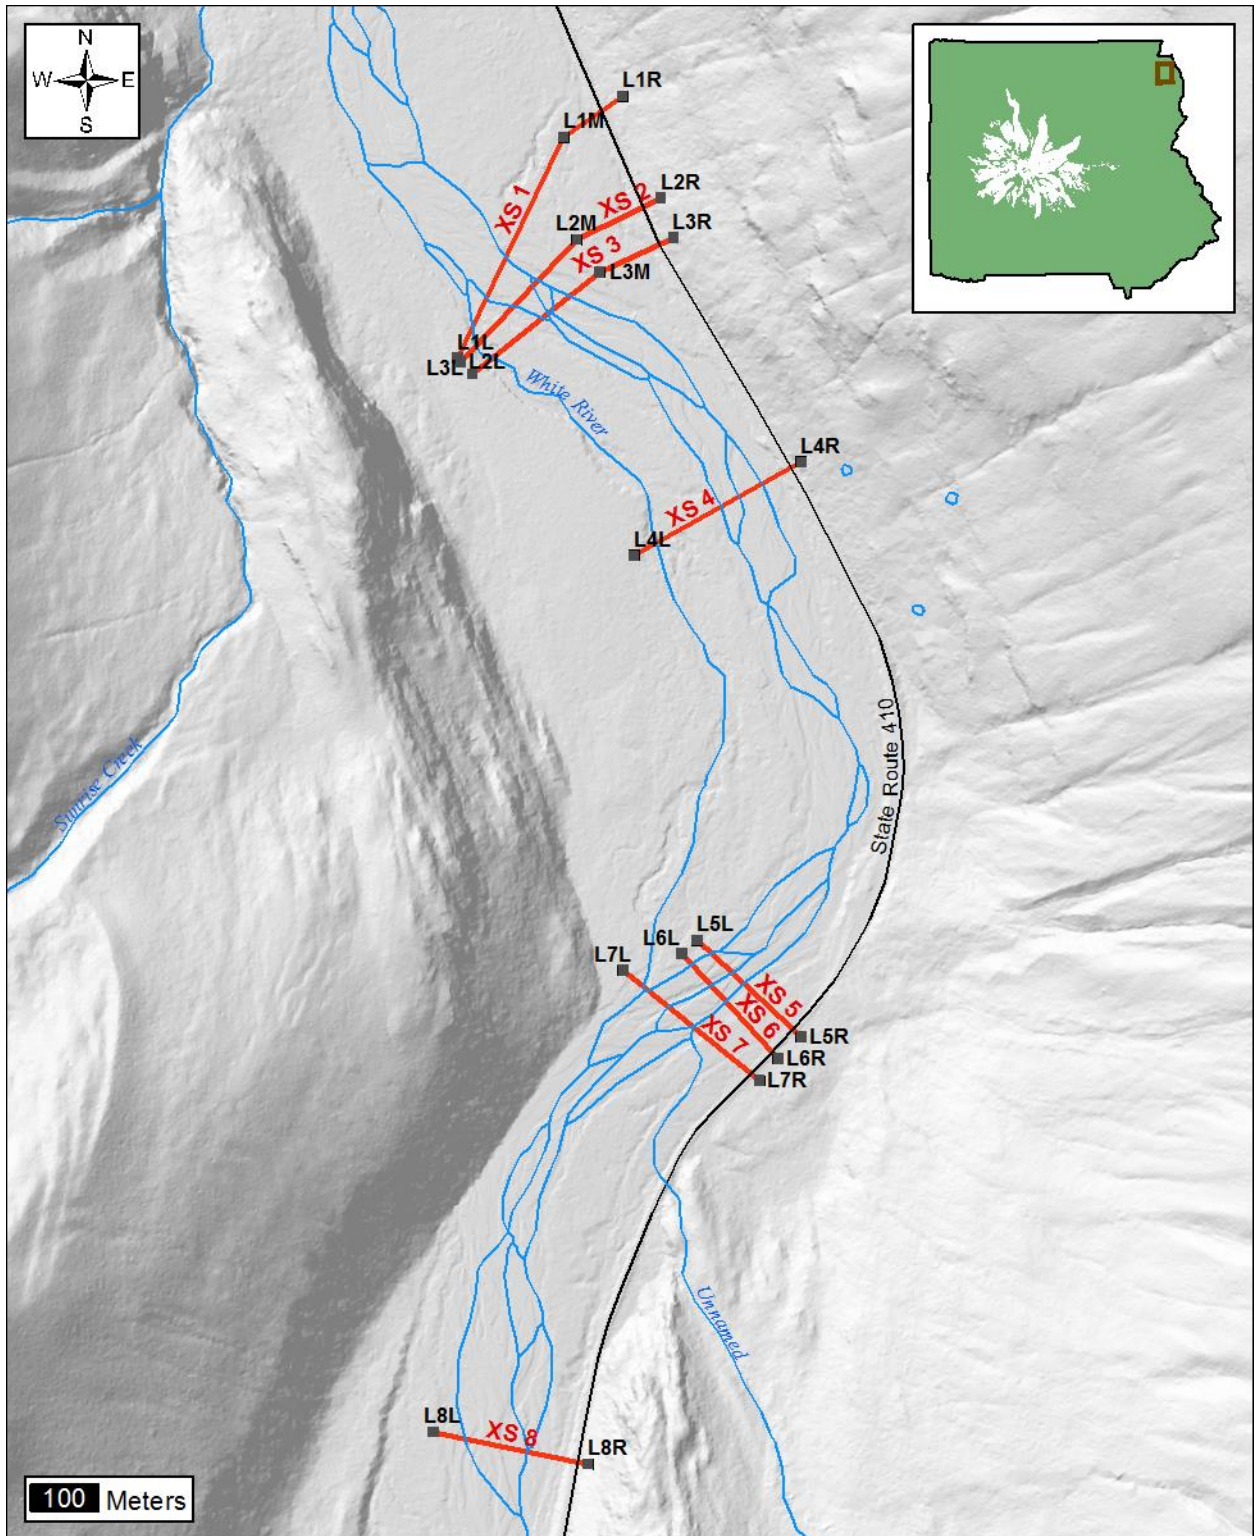 N
W E
S
L1R
L1M
XS 1
L2R
XS 2
L2M
L3R
XS 3
L3M
L1L
L3L L2L
White River
L4R
XS 4
L4L
State Route 410
Sunrise Creek
L5L
L6L
L7L
XS 5
XS 6
XS 7
L5R
L6R
L7R
Unnamed
L8L
XS 8
L8R
100 Meters